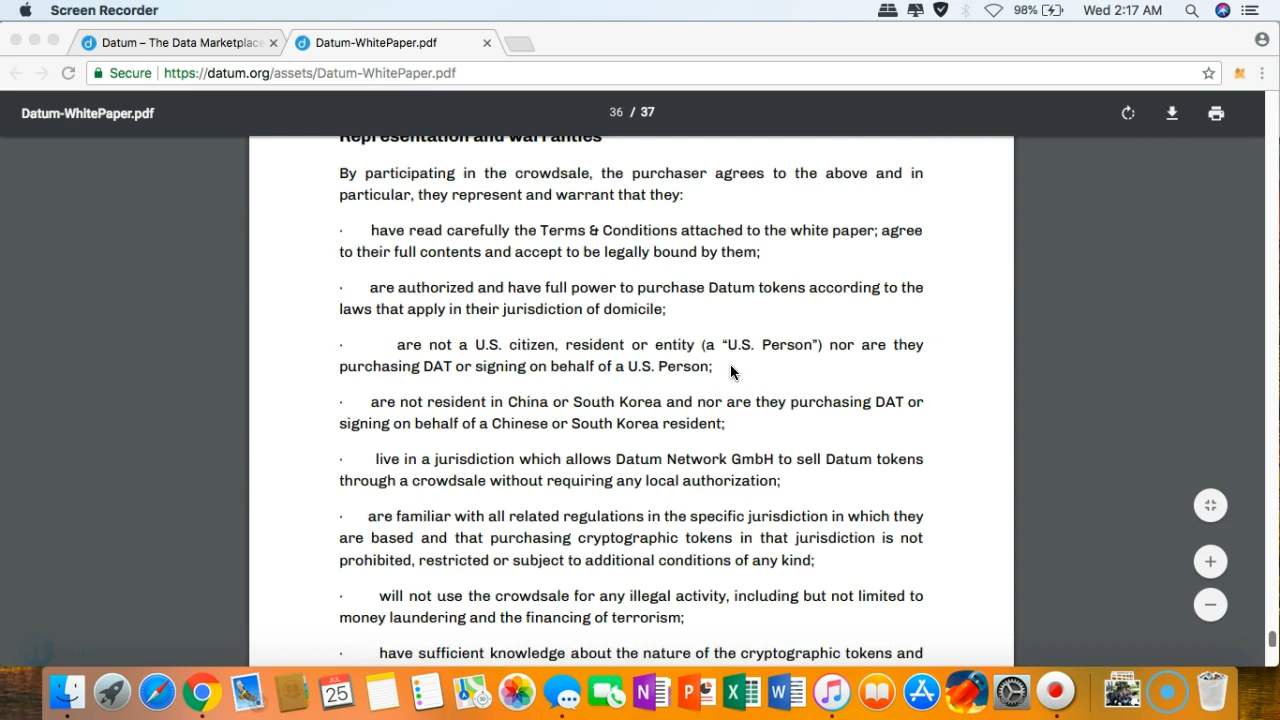 Screen Recorder
98%
Wed 2:17 AM
Datum – The Data Marketplace
Datum-WhitePaper.pdf
Secure
https://datum.org/assets/Datum-WhitePaper.pdf
Datum-WhitePaper.pdf
36 / 37
Representation and warranties
By participating in the crowdsale, the purchaser agrees to the above and in
particular, they represent and warrant that they:
· have read carefully the Terms & Conditions attached to the white paper; agree
to their full contents and accept to be legally bound by them;
· are authorized and have full power to purchase Datum tokens according to the
laws that apply in their jurisdiction of domicile;
· are not a U.S. citizen, resident or entity (a “U.S. Person”) nor are they
purchasing DAT or signing on behalf of a U.S. Person;
· are not resident in China or South Korea and nor are they purchasing DAT or
signing on behalf of a Chinese or South Korea resident;
· live in a jurisdiction which allows Datum Network GmbH to sell Datum tokens
through a crowdsale without requiring any local authorization;
· are familiar with all related regulations in the specific jurisdiction in which they
are based and that purchasing cryptographic tokens in that jurisdiction is not
prohibited, restricted or subject to additional conditions of any kind;
· will not use the crowdsale for any illegal activity, including but not limited to
money laundering and the financing of terrorism;
· have sufficient knowledge about the nature of the cryptographic tokens and
JUL
25
N
P
X
W